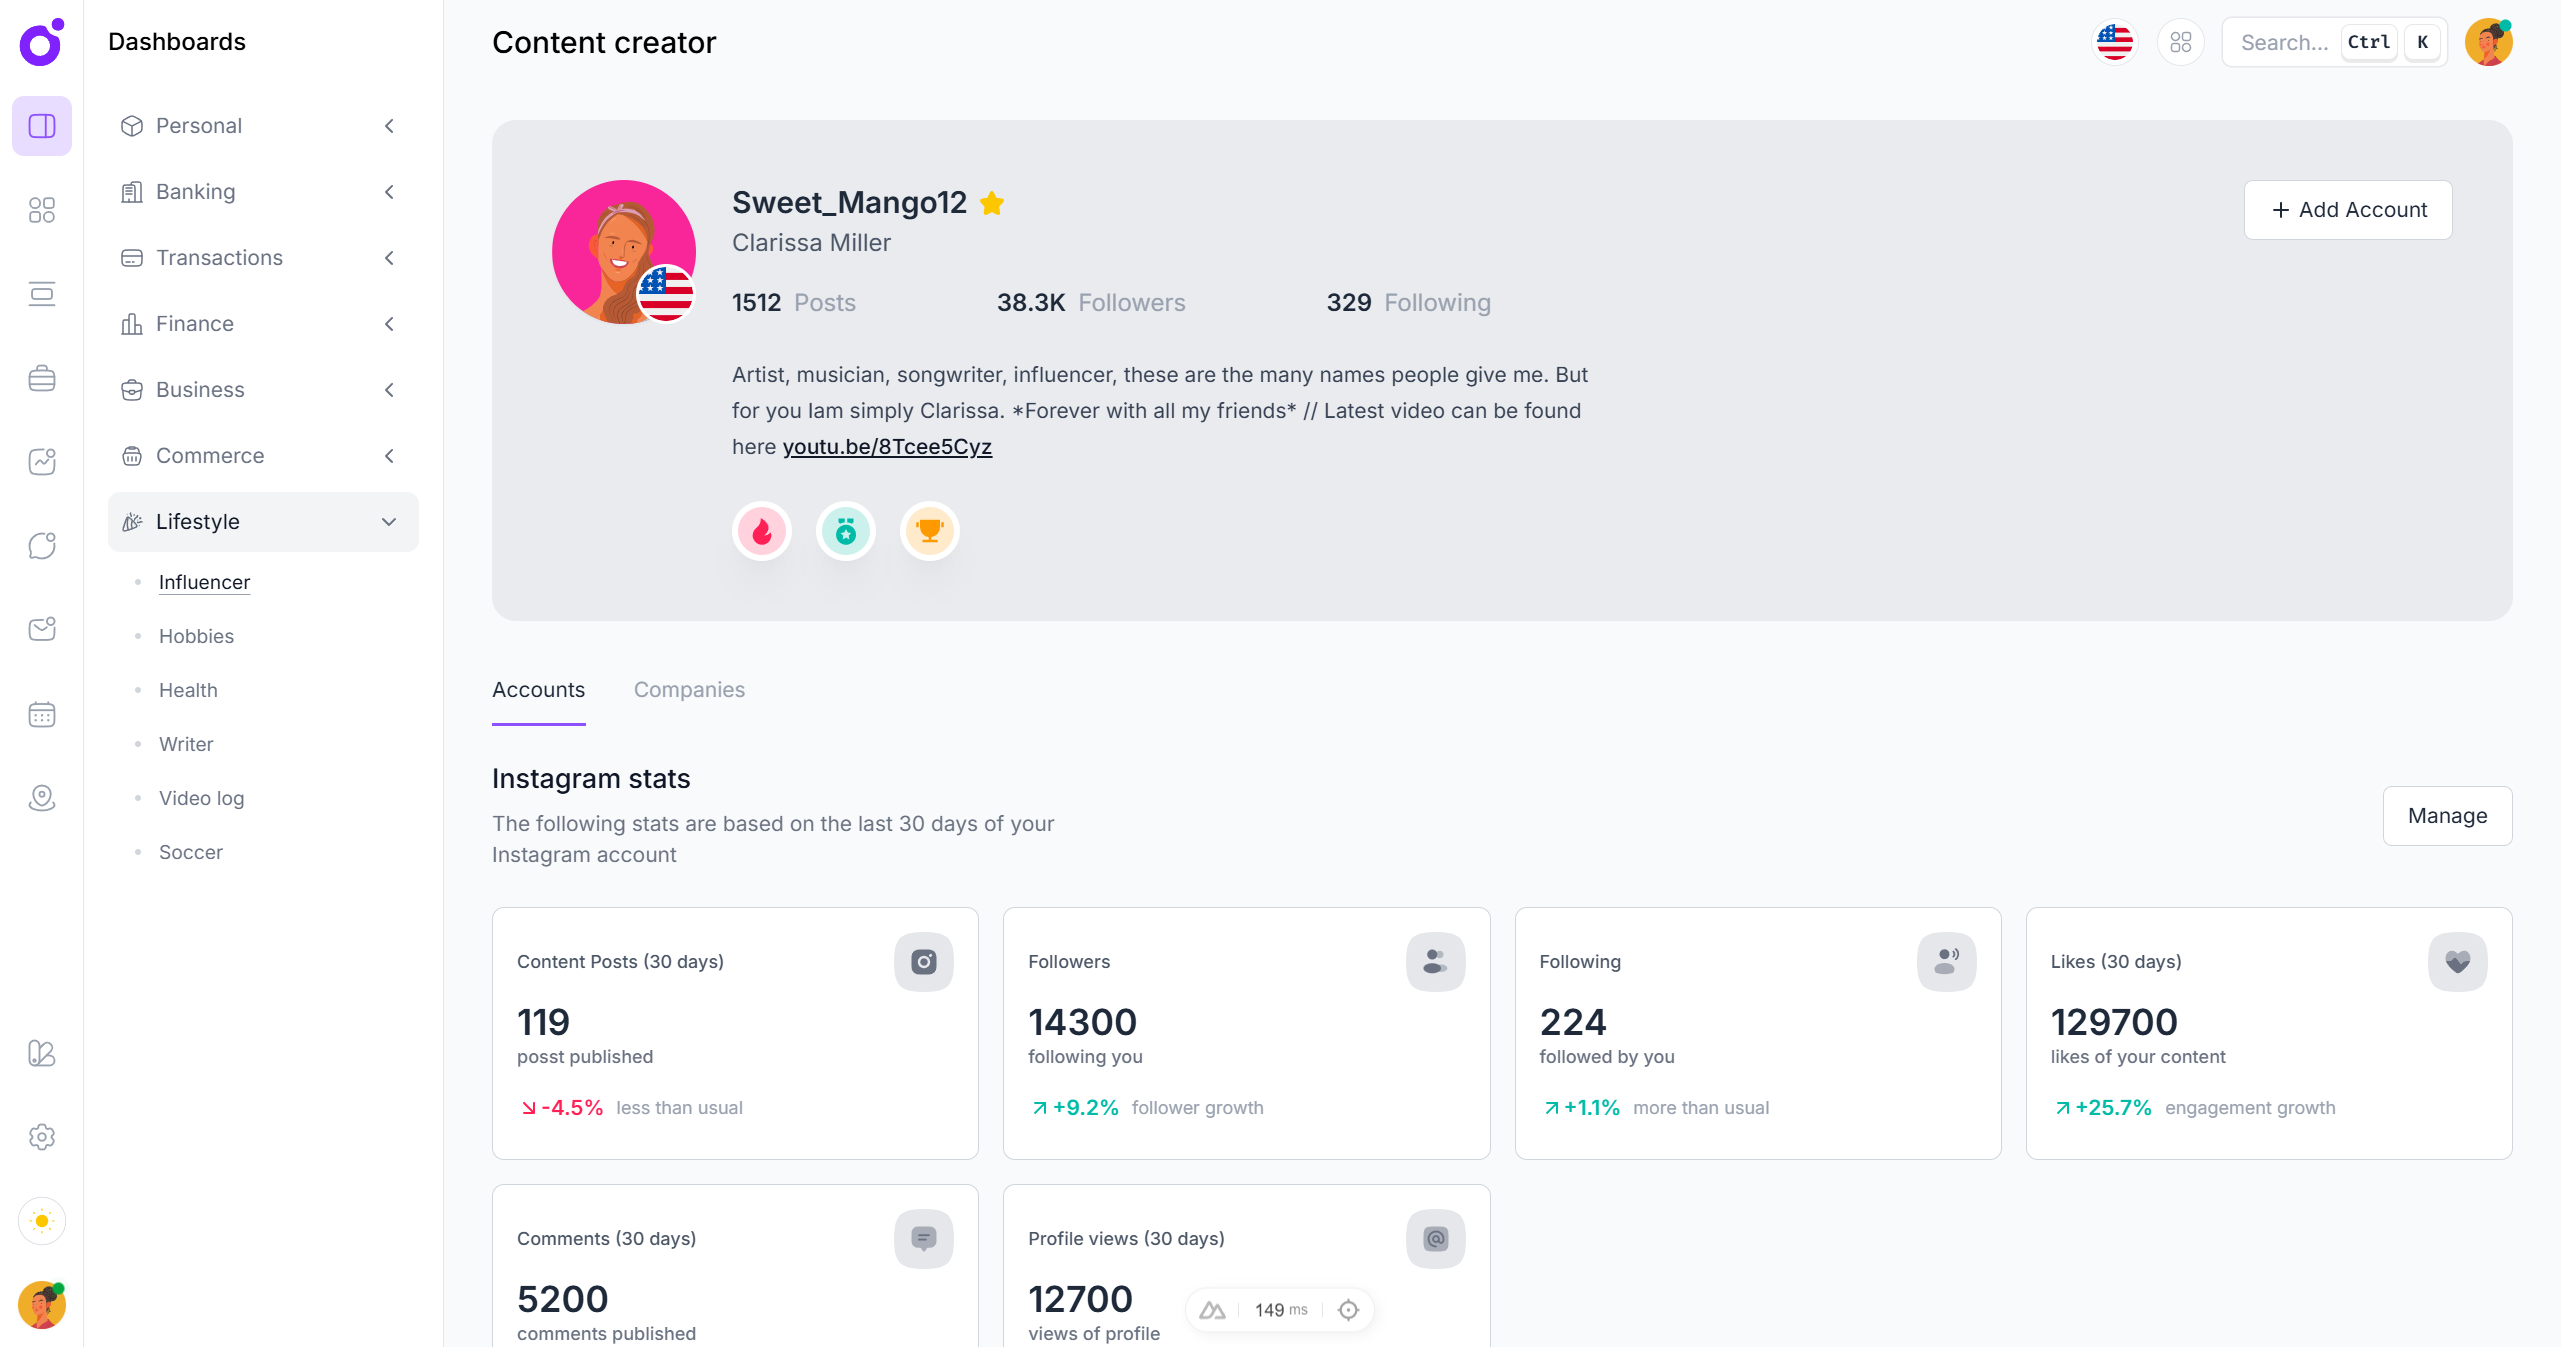 Dashboards
Personal
Banking
Transactions
Finance
Business
Commerce
Lifestyle
Influencer
Hobbies
Health
Writer
Video log
Soccer
Content creator
Search...
Ctrl
K
Sweet_Mango12
Clarissa Miller
1512 Posts
38.3K Followers
329 Following
Add Account
Artist, musician, songwriter, influencer, these are the many names people give me. But
for you Iam simply Clarissa. *Forever with all my friends* // Latest video can be found
here youtu.be/8Tcee5Cyz
Accounts
Companies
Instagram stats
The following stats are based on the last 30 days of your
Instagram account
Manage
Content Posts (30 days)
119
posst published
-4.5% less than usual
Followers
14300
following you
+9.2% follower growth
Following
224
followed by you
+1.1% more than usual
Likes (30 days)
129700
likes of your content
+25.7% engagement growth
Comments (30 days)
5200
comments published
Profile views (30 days)
12700
views of profile
149 ms